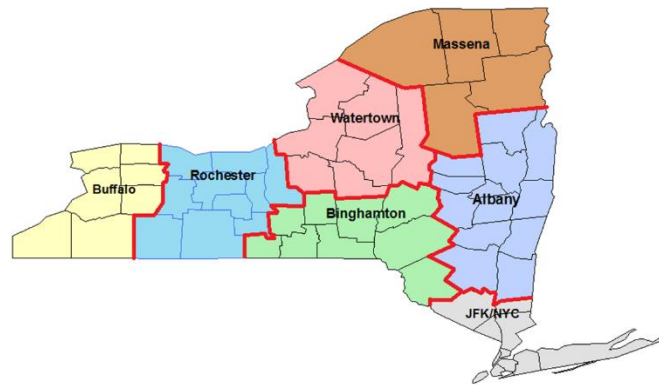 Massena
Watertown
Rochester
Buffalo
Albany
Binghamton
JFK/NYC